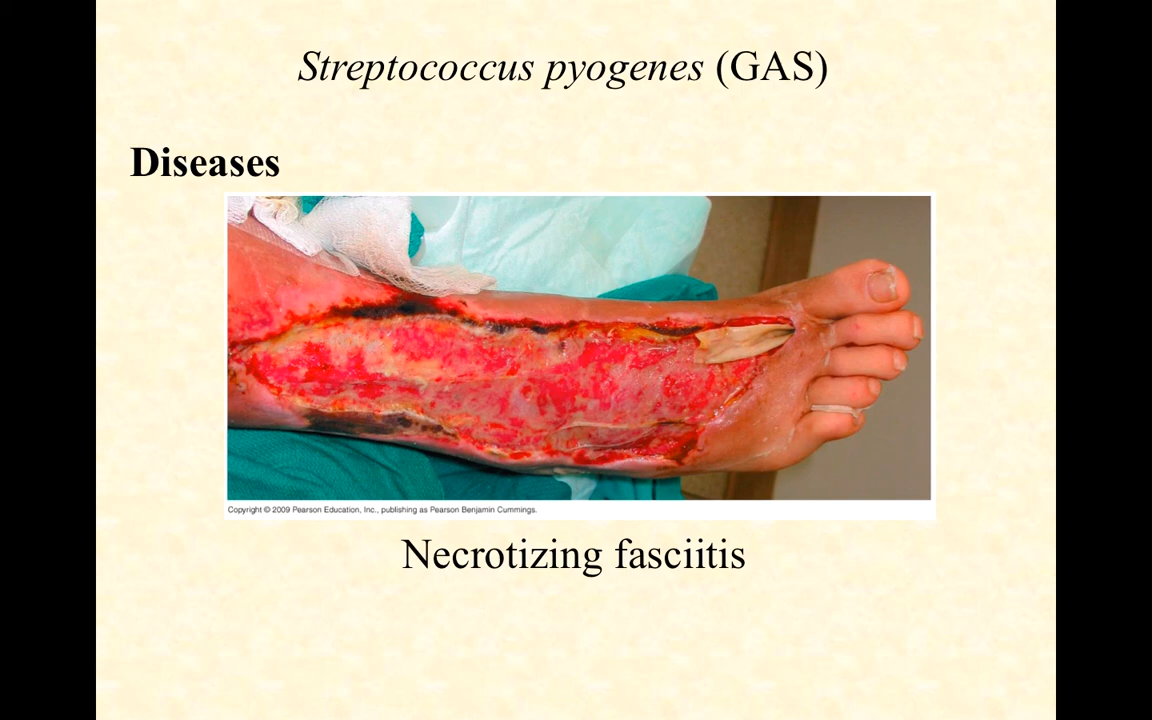 Streptococcus pyogenes (GAS)
Diseases
Copyright © 2009 Pearson Education, Inc., publishing as Pearson Benjamin Cummings.
Necrotizing fasciitis